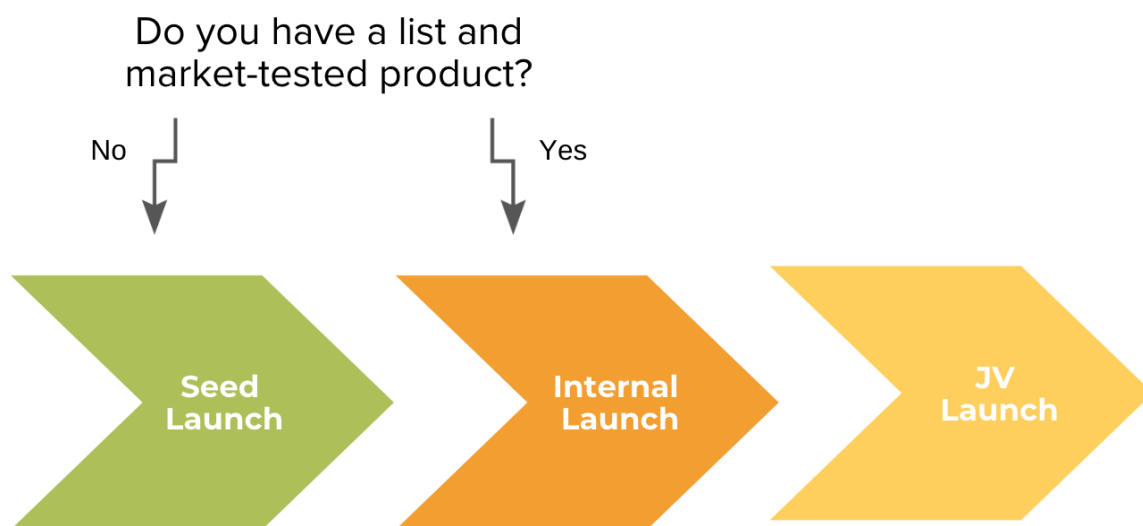 Do you have a list and
market-tested product?
No
Yes
Seed
Launch
Internal
Launch
JV
Launch